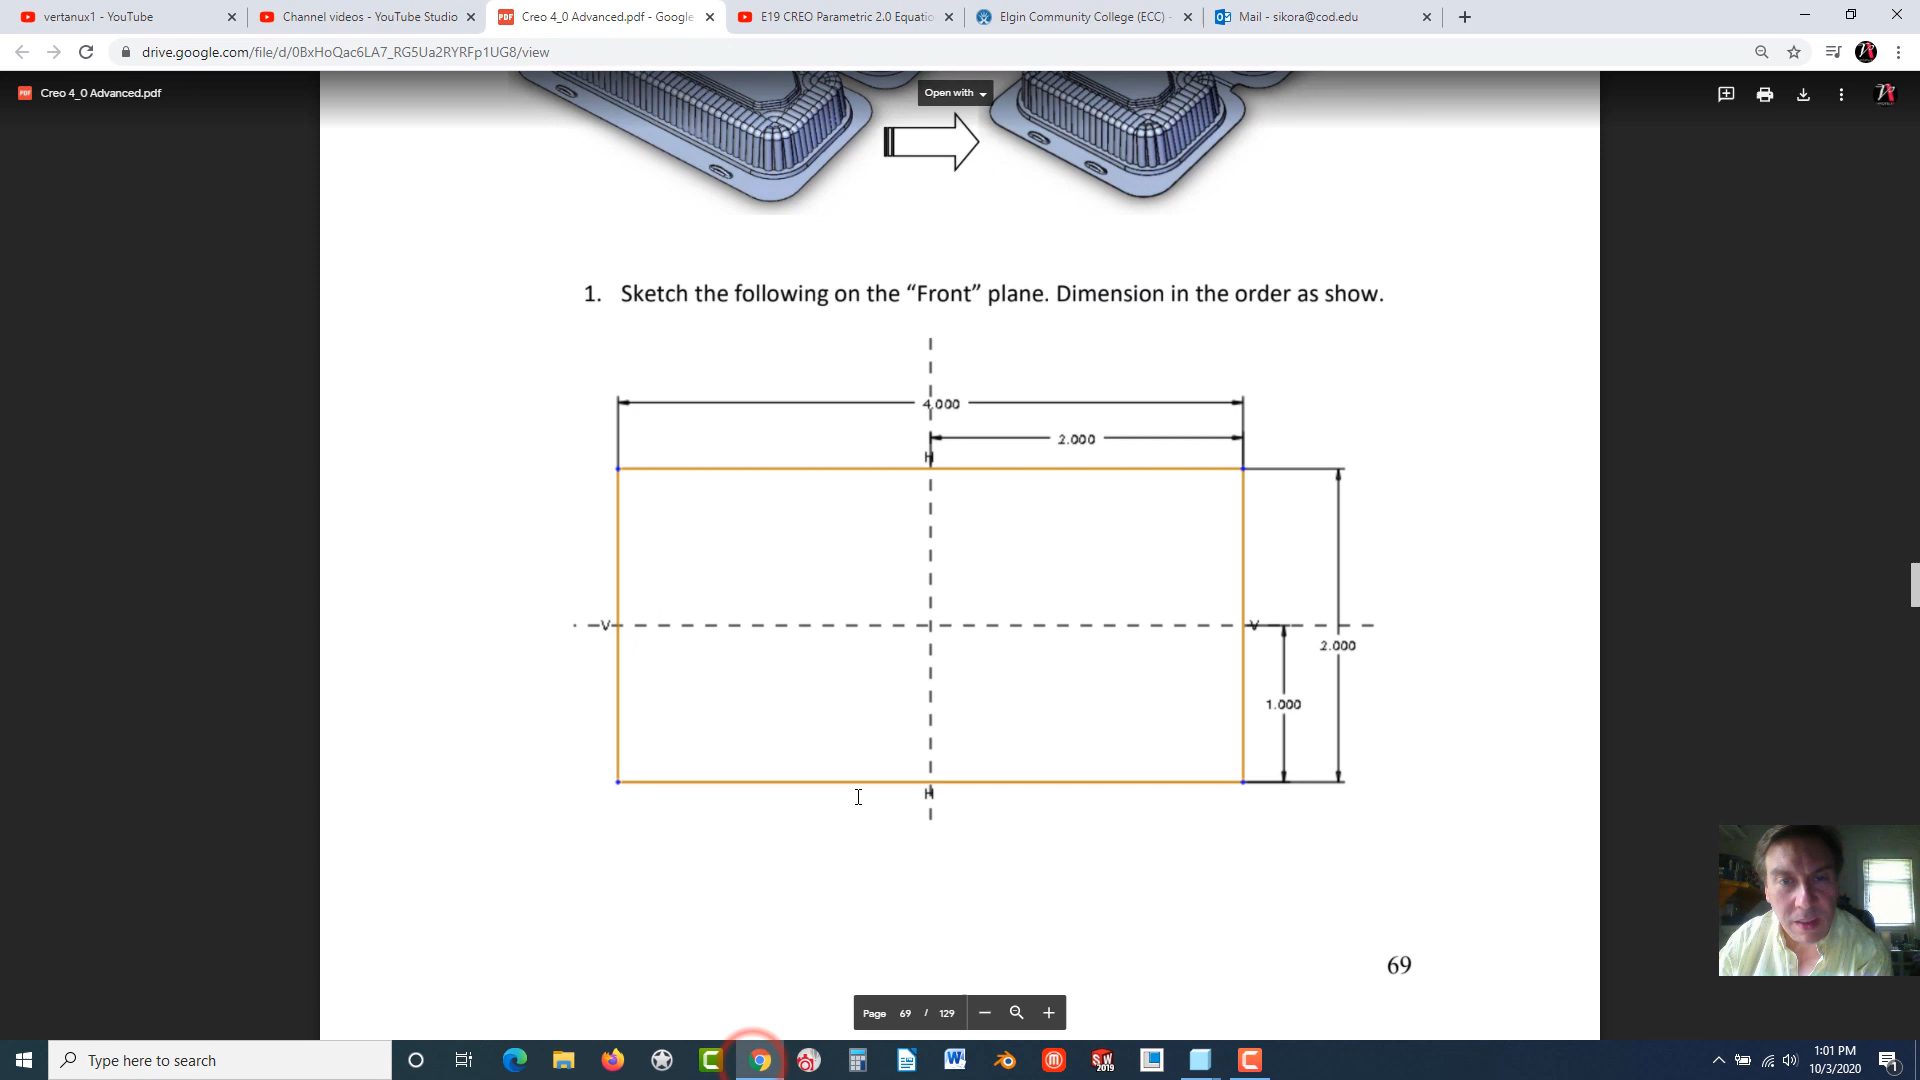 vertanux1 - YouTube
Channel videos - YouTube Studio
Creo 4_0 Advanced.pdf - Google
E19 CREO Parametric 2.0 Equatio
Elgin Community College (ECC) -
Mail - sikora@cod.edu
drive.google.com/file/d/0BxHoQac6LA7_RG5Ua2RYRFp1UG8/view
PDF Creo 4_0 Advanced.pdf
Open with
1. Sketch the following on the “Front” plane. Dimension in the order as show.
4.000
2.000
H
V
V
2.000
1.000
H
69
Page 69 / 129
Type here to search
1:01 PM
10/3/2020